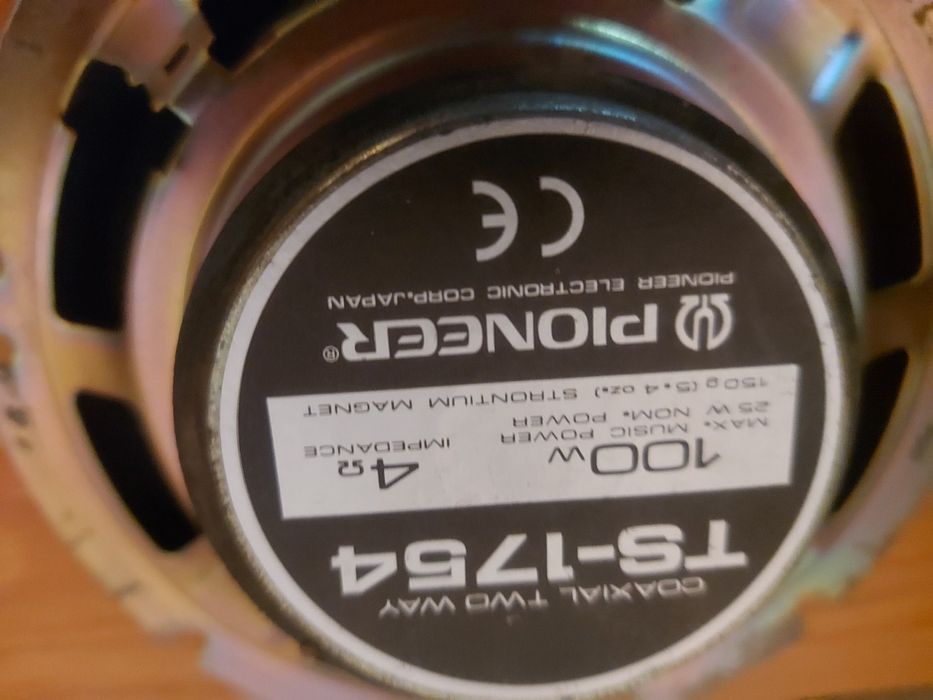 COAXIAL TWO WAY
TS-1754
100W
MAX. MUSIC POWER
25 W NOM. POWER
4Ω
IMPEDANCE
150g (5.4 oz.) STRONTIUM MAGNET
PIONEER®
PIONEER ELECTRONIC CORP.JAPAN
CE